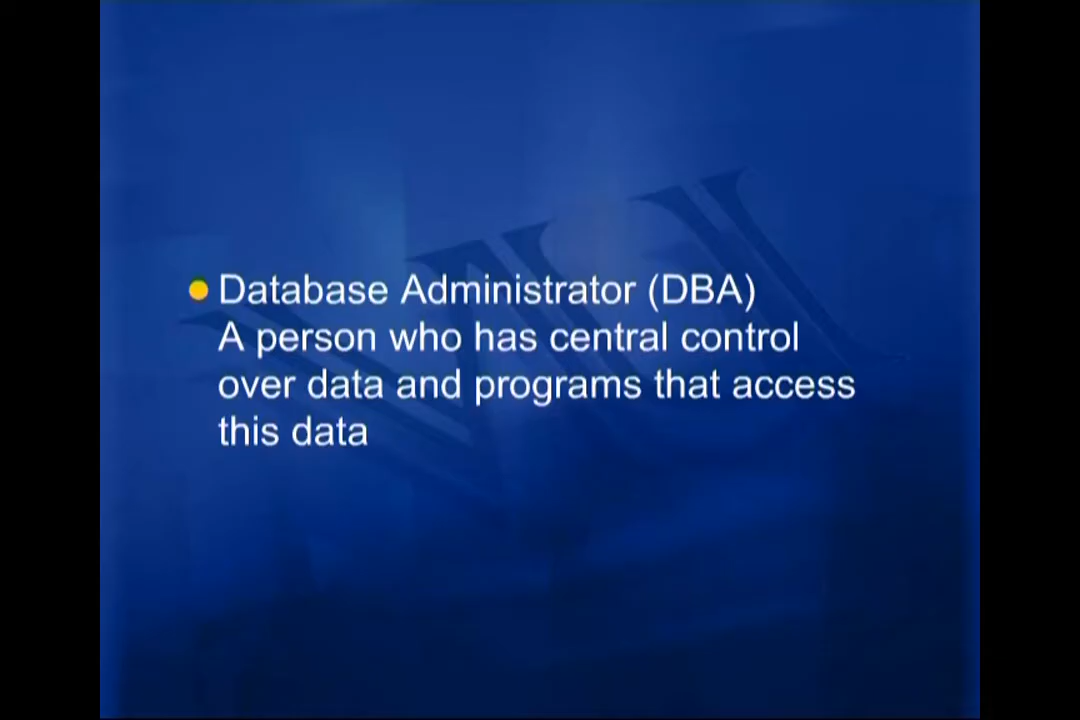 Database Administrator (DBA)
A person who has central control
over data and programs that access
this data